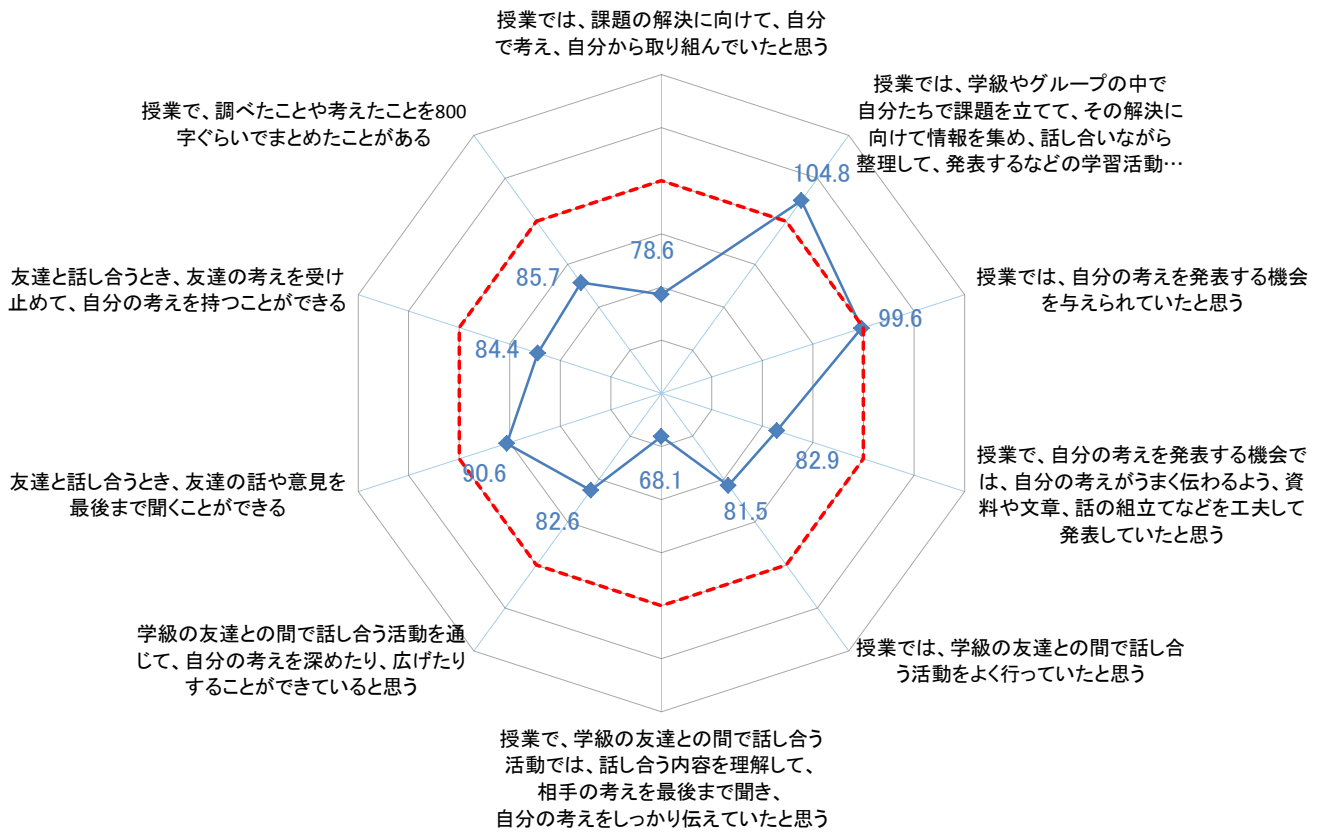 授業では、課題の解決に向けて、自分
で考え、自分から取り組んでいたと思う
授業では、学級やグループの中で
自分たちで課題を立てて、その解決に
向けて情報を集め、話し合いながら
整理して、発表するなどの学習活動…
104.8
授業では、自分の考えを発表する機会
を与えられていたと思う
99.6
授業で、自分の考えを発表する機会で
は、自分の考えがうまく伝わるよう、資
料や文章、話の組立てなどを工夫して
発表していたと思う
82.9
授業では、学級の友達との間で話し合
う活動をよく行っていたと思う
81.5
授業で、学級の友達との間で話し合う
活動では、話し合う内容を理解して、
相手の考えを最後まで聞き、
自分の考えをしっかり伝えていたと思う
68.1
学級の友達との間で話し合う活動を通
じて、自分の考えを深めたり、広げたり
することができていると思う
82.6
友達と話し合うとき、友達の話や意見を
最後まで聞くことができる
90.6
友達と話し合うとき、友達の考えを受け
止めて、自分の考えを持つことができる
84.4
授業で、調べたことや考えたことを800
字ぐらいでまとめたことがある
85.7
78.6